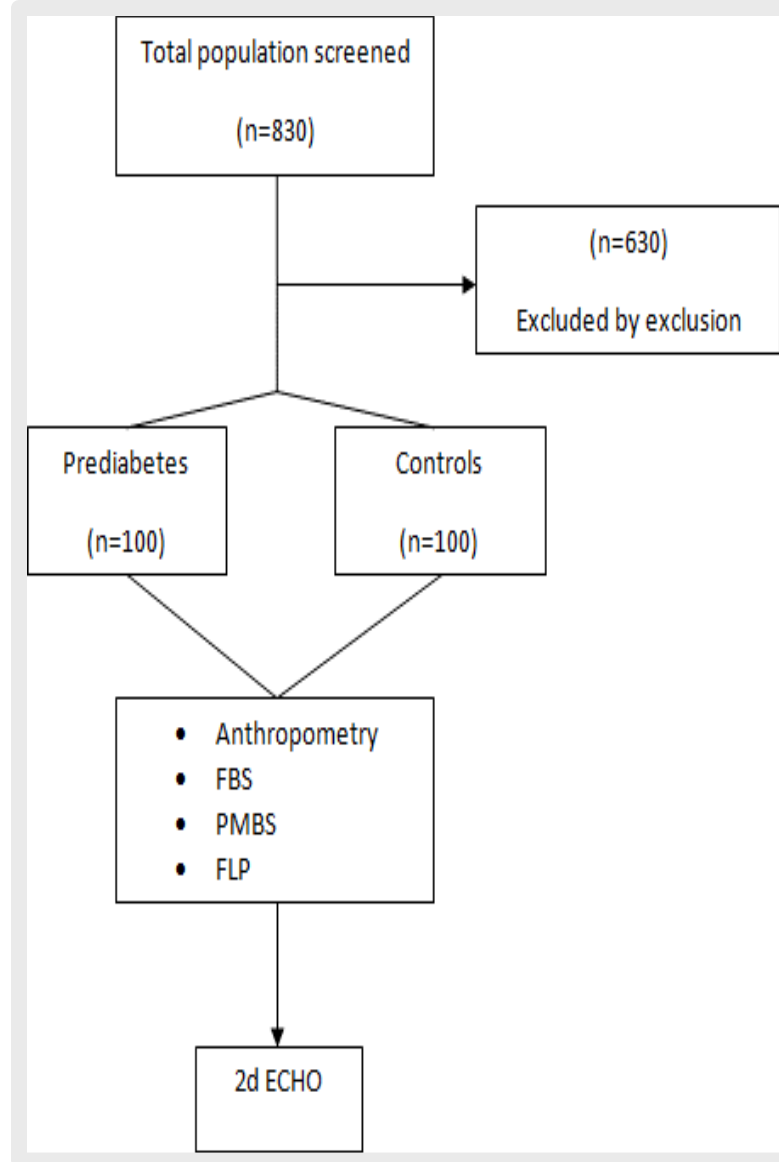 Total population screened
(n=830)
(n=630)
Excluded by exclusion
Prediabetes
(n=100)
Controls
(n=100)
• Anthropometry
• FBS
• PMBS
• FLP
2d ECHO